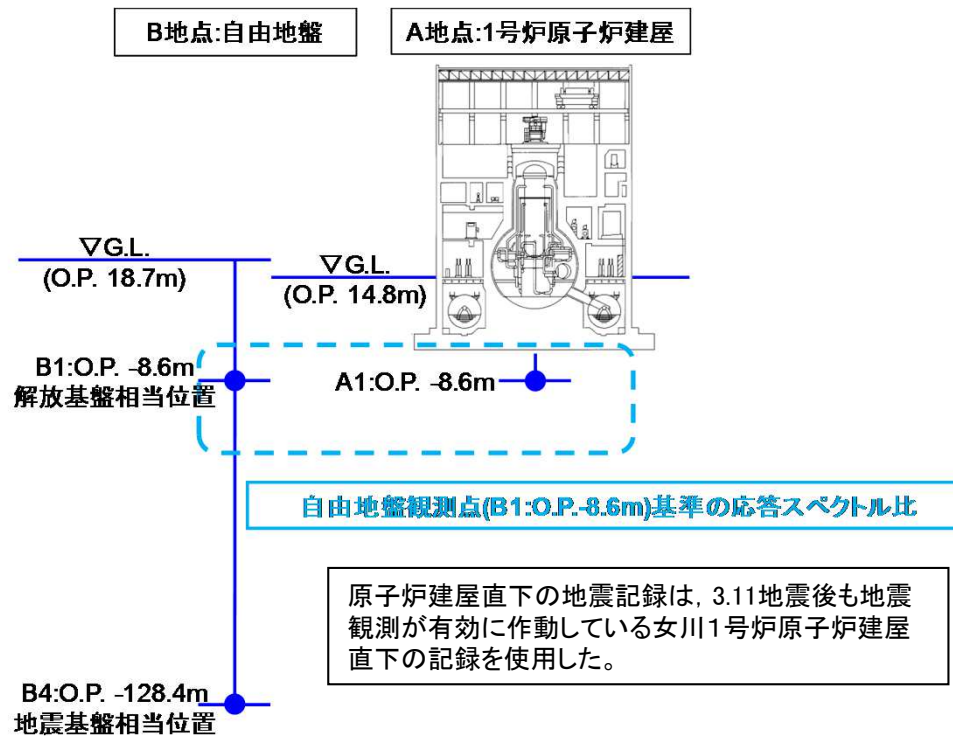 B地点:自由地盤
A地点:1号炉原子炉建屋
▽G.L.
(O.P. 18.7m)
▽G.L.
(O.P. 14.8m)
B1:O.P. -8.6m
解放基盤相当位置
A1:O.P. -8.6m
自由地盤観測点(B1:O.P.-8.6m)基準の応答スペクトル比
原子炉建屋直下の地震記録は, 3.11地震後も地震
観測が有効に作動している女川1号炉原子炉建屋
直下の記録を使用した。
B4:O.P. -128.4m
地震基盤相当位置